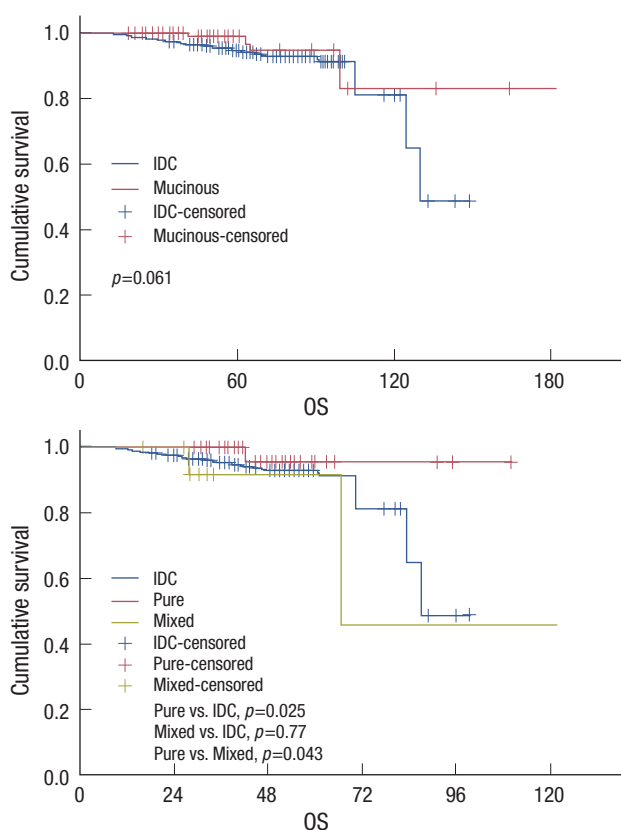 Cumulative survival
1.0
0.8
0.6
0.4
0.2
0.0
IDC
Mucinous
IDC-censored
Mucinous-censored
p=0.061
0
60
120
180
OS
Cumulative survival
1.0
0.8
0.6
0.4
0.2
0.0
IDC
Pure
Mixed
IDC-censored
Pure-censored
Mixed-censored
Pure vs. IDC, p=0.025
Mixed vs. IDC, p=0.77
Pure vs. Mixed, p=0.043
0
24
48
72
96
120
OS